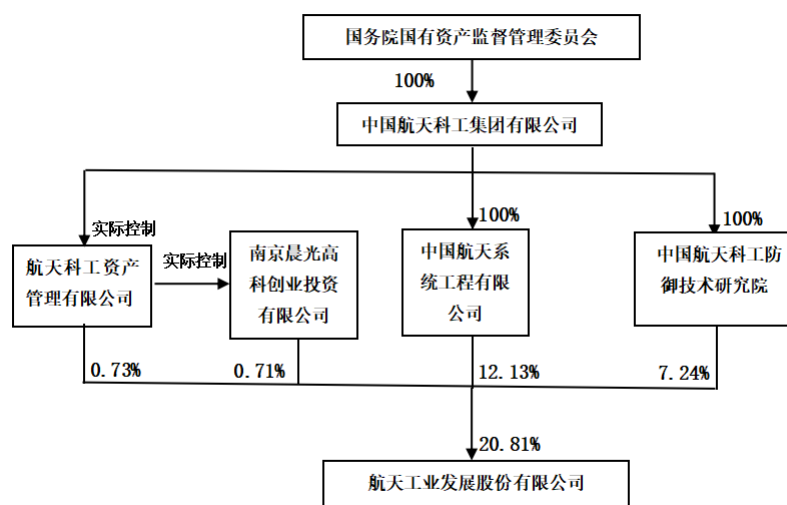 国务院国有资产监督管理委员会
100%
中国航天科工集团有限公司
实际控制
100%
100%
航天科工资产
管理有限公司
实际控制
南京晨光高
科创业投资
有限公司
中国航天系
统工程有限
公司
中国航天科工防
御技术研究院
0.73%
0.71%
12.13%
7.24%
20.81%
航天工业发展股份有限公司